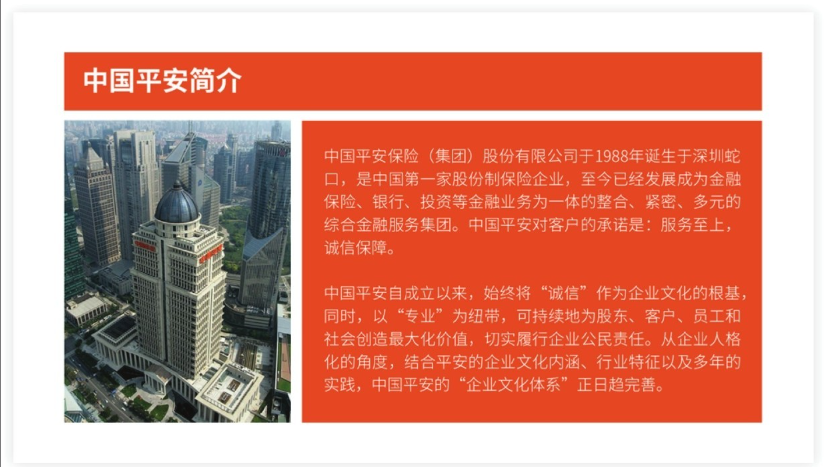 中国平安简介
中国平安保险（集团）股份有限公司于1988年诞生于深圳蛇
口，是中国第一家股份制保险企业，至今已经发展成为金融
保险、银行、投资等金融业务为一体的整合、紧密、多元的
综合金融服务集团。中国平安对客户的承诺是：服务至上，
诚信保障。
中国平安自成立以来，始终将“诚信”作为企业文化的根基，
同时，以“专业”为纽带，可持续地为股东、客户、员工和
社会创造最大化价值，切实履行企业公民责任。从企业人格
化的角度，结合平安的企业文化内涵、行业特征以及多年的
实践，中国平安的“企业文化体系”正日趋完善。